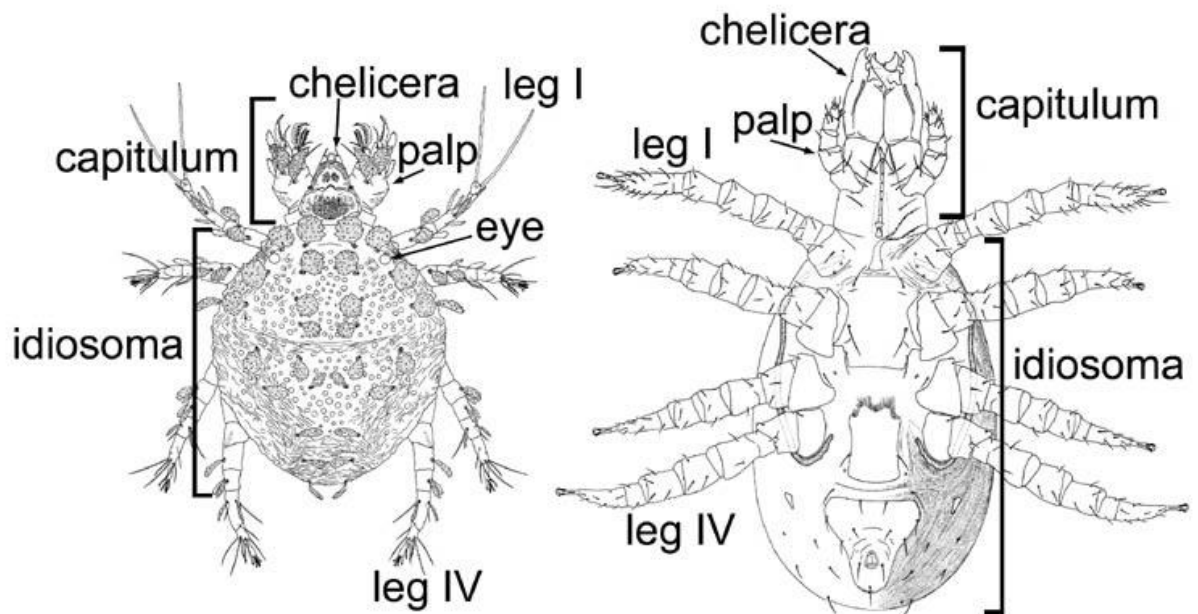 chelicera
leg I
capitulum
palp
eye
idiosoma
leg IV
chelicera
capitulum
palp
leg I
idiosoma
leg IV